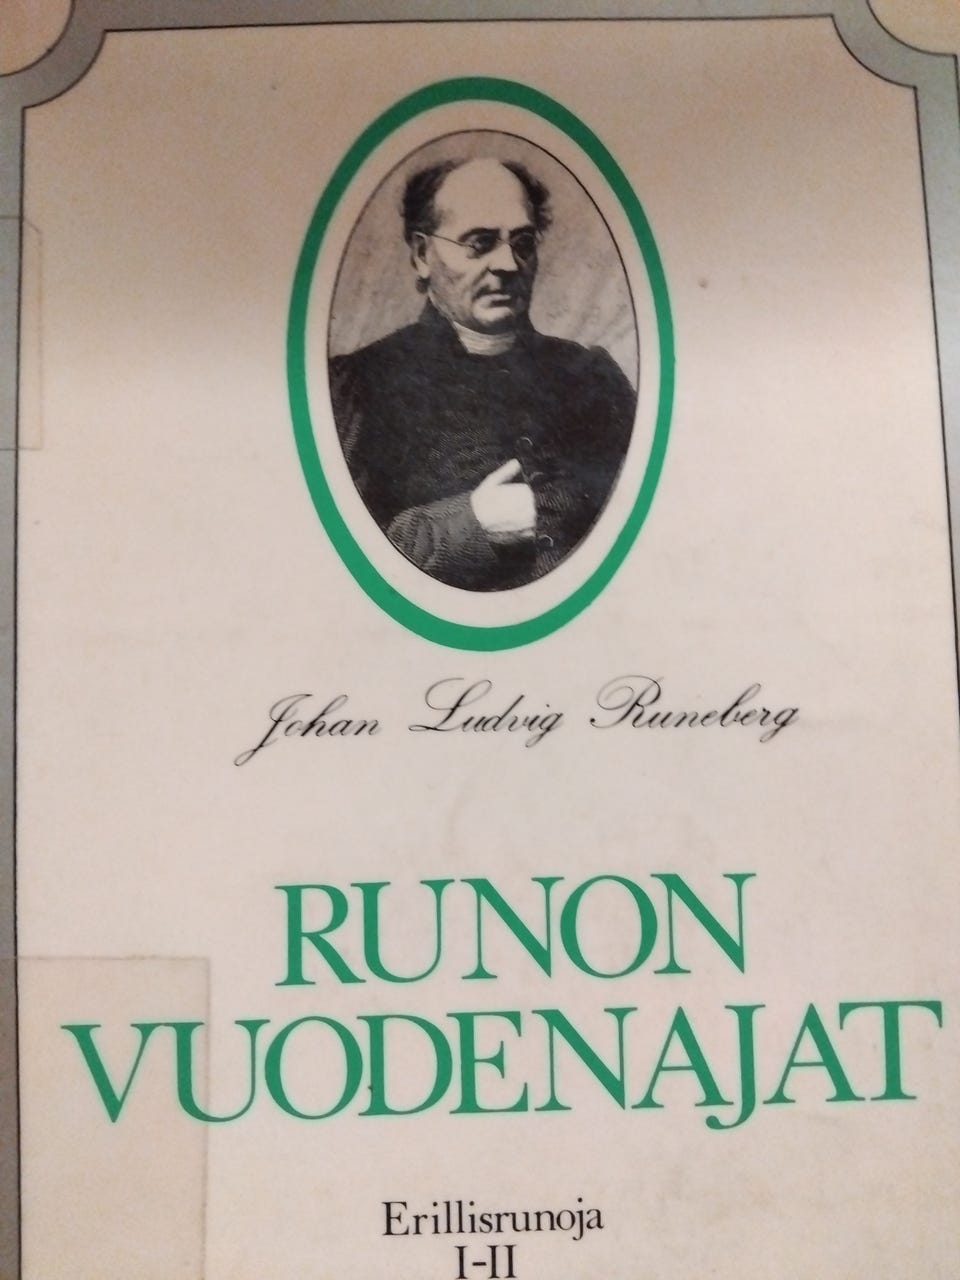 Johan Ludvig Runeberg
RUNON
VUODENAJAT
Erillisrunoja
I-II